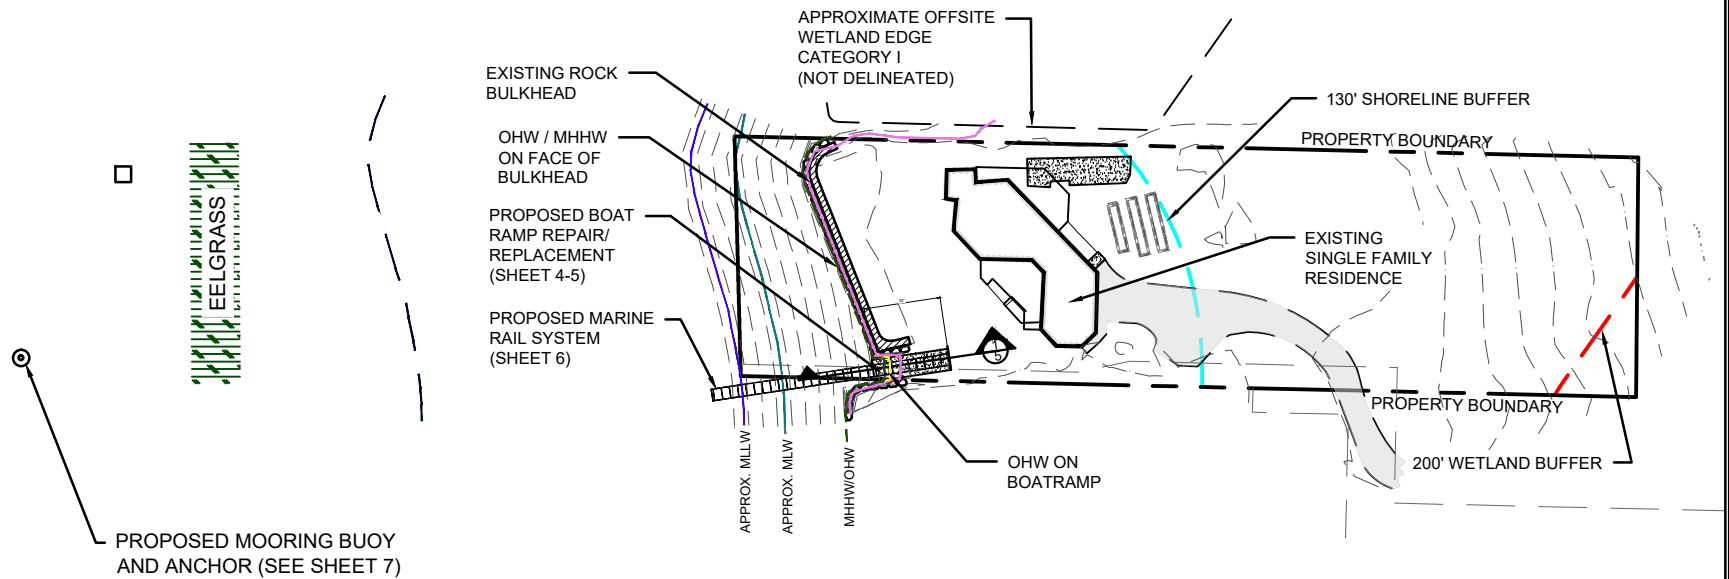 APPROXIMATE OFFSITE
WETLAND EDGE
CATEGORY I
(NOT DELINEATED)
EXISTING ROCK
BULKHEAD
130' SHORELINE BUFFER
OHW / MHHW
ON FACE OF
BULKHEAD
PROPERTY BOUNDARY
EELGRASS
PROPOSED BOAT
RAMP REPAIR/
REPLACEMENT
(SHEET 4-5)
EXISTING
SINGLE FAMILY
RESIDENCE
PROPOSED MARINE
RAIL SYSTEM
(SHEET 6)
5
PROPERTY BOUNDARY
APPROX. MLLW
APPROX. MLW
MHHW/OHW
OHW ON
BOATRAMP
200' WETLAND BUFFER
PROPOSED MOORING BUOY
AND ANCHOR (SEE SHEET 7)